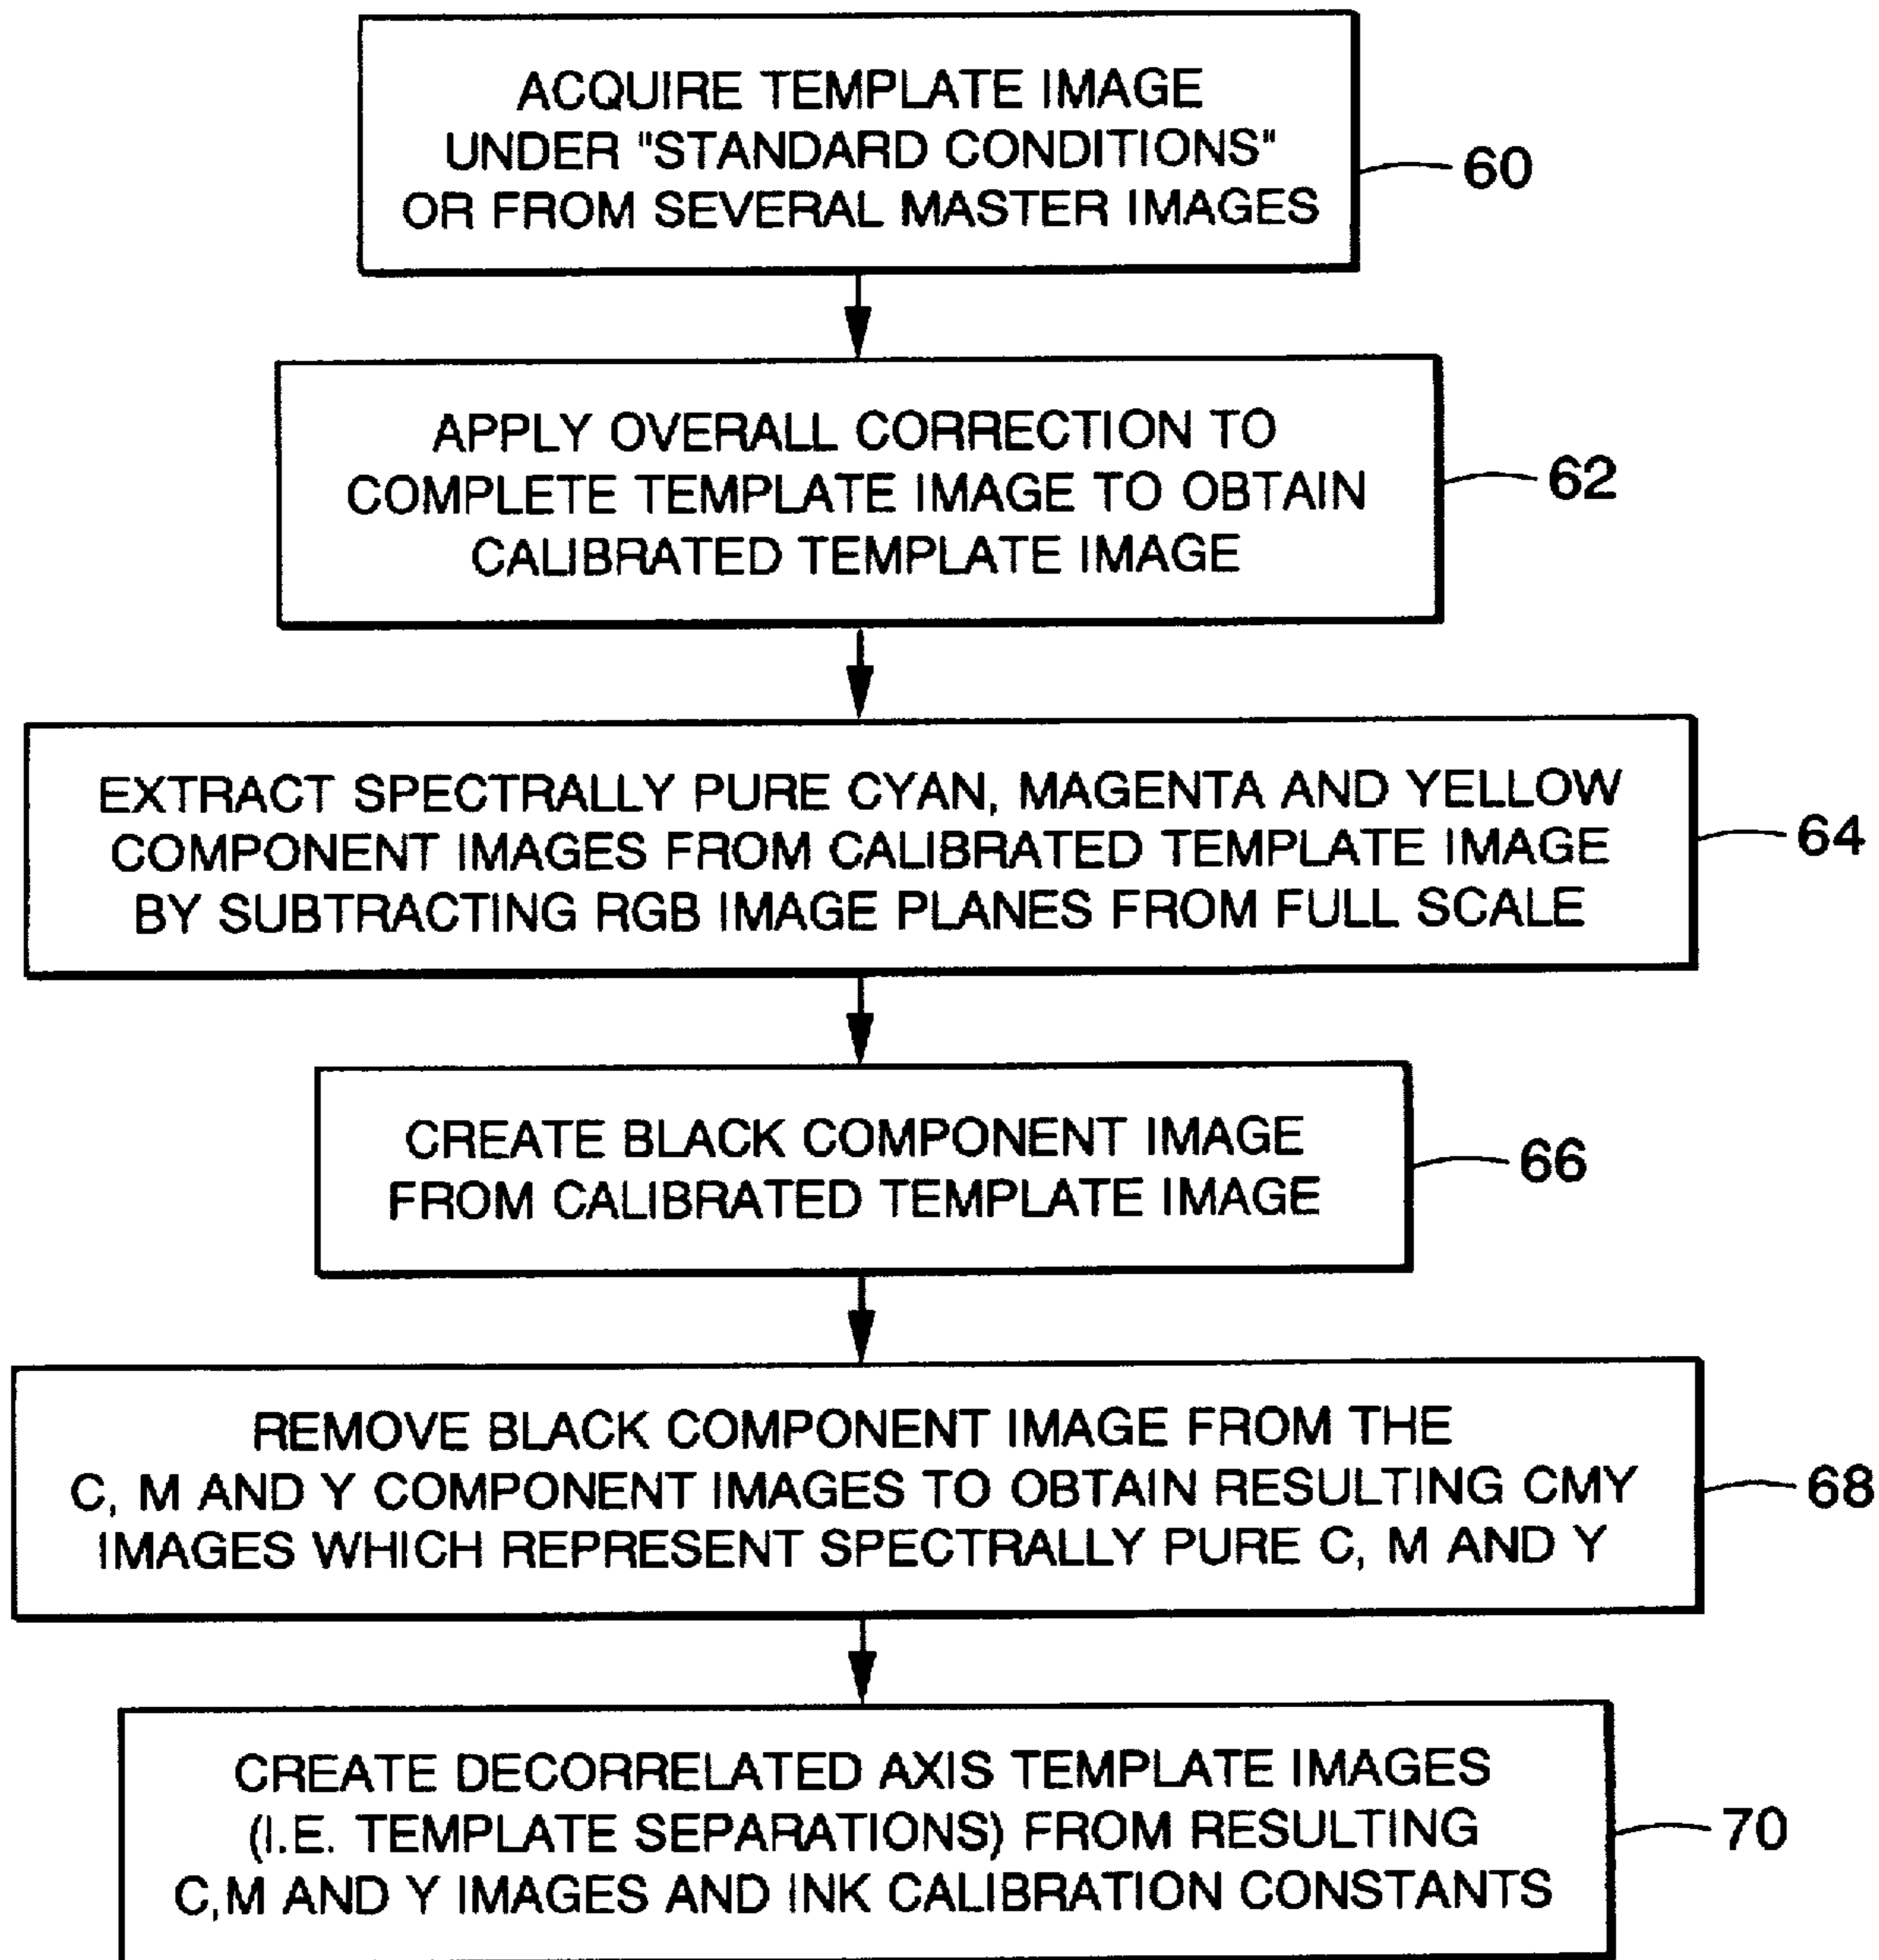 ACQUIRE TEMPLATE IMAGE
UNDER "STANDARD CONDITIONS"
OR FROM SEVERAL MASTER IMAGES
60
APPLY OVERALL CORRECTION TO
COMPLETE TEMPLATE IMAGE TO OBTAIN
CALIBRATED TEMPLATE IMAGE
62
EXTRACT SPECTRALLY PURE CYAN, MAGENTA AND YELLOW
COMPONENT IMAGES FROM CALIBRATED TEMPLATE IMAGE
BY SUBTRACTING RGB IMAGE PLANES FROM FULL SCALE
64
CREATE BLACK COMPONENT IMAGE
FROM CALIBRATED TEMPLATE IMAGE
66
REMOVE BLACK COMPONENT IMAGE FROM THE
C, M AND Y COMPONENT IMAGES TO OBTAIN RESULTING CMY
IMAGES WHICH REPRESENT SPECTRALLY PURE C, M AND Y
68
CREATE DECORRELATED AXIS TEMPLATE IMAGES
(I.E. TEMPLATE SEPARATIONS) FROM RESULTING
C,M AND Y IMAGES AND INK CALIBRATION CONSTANTS
70